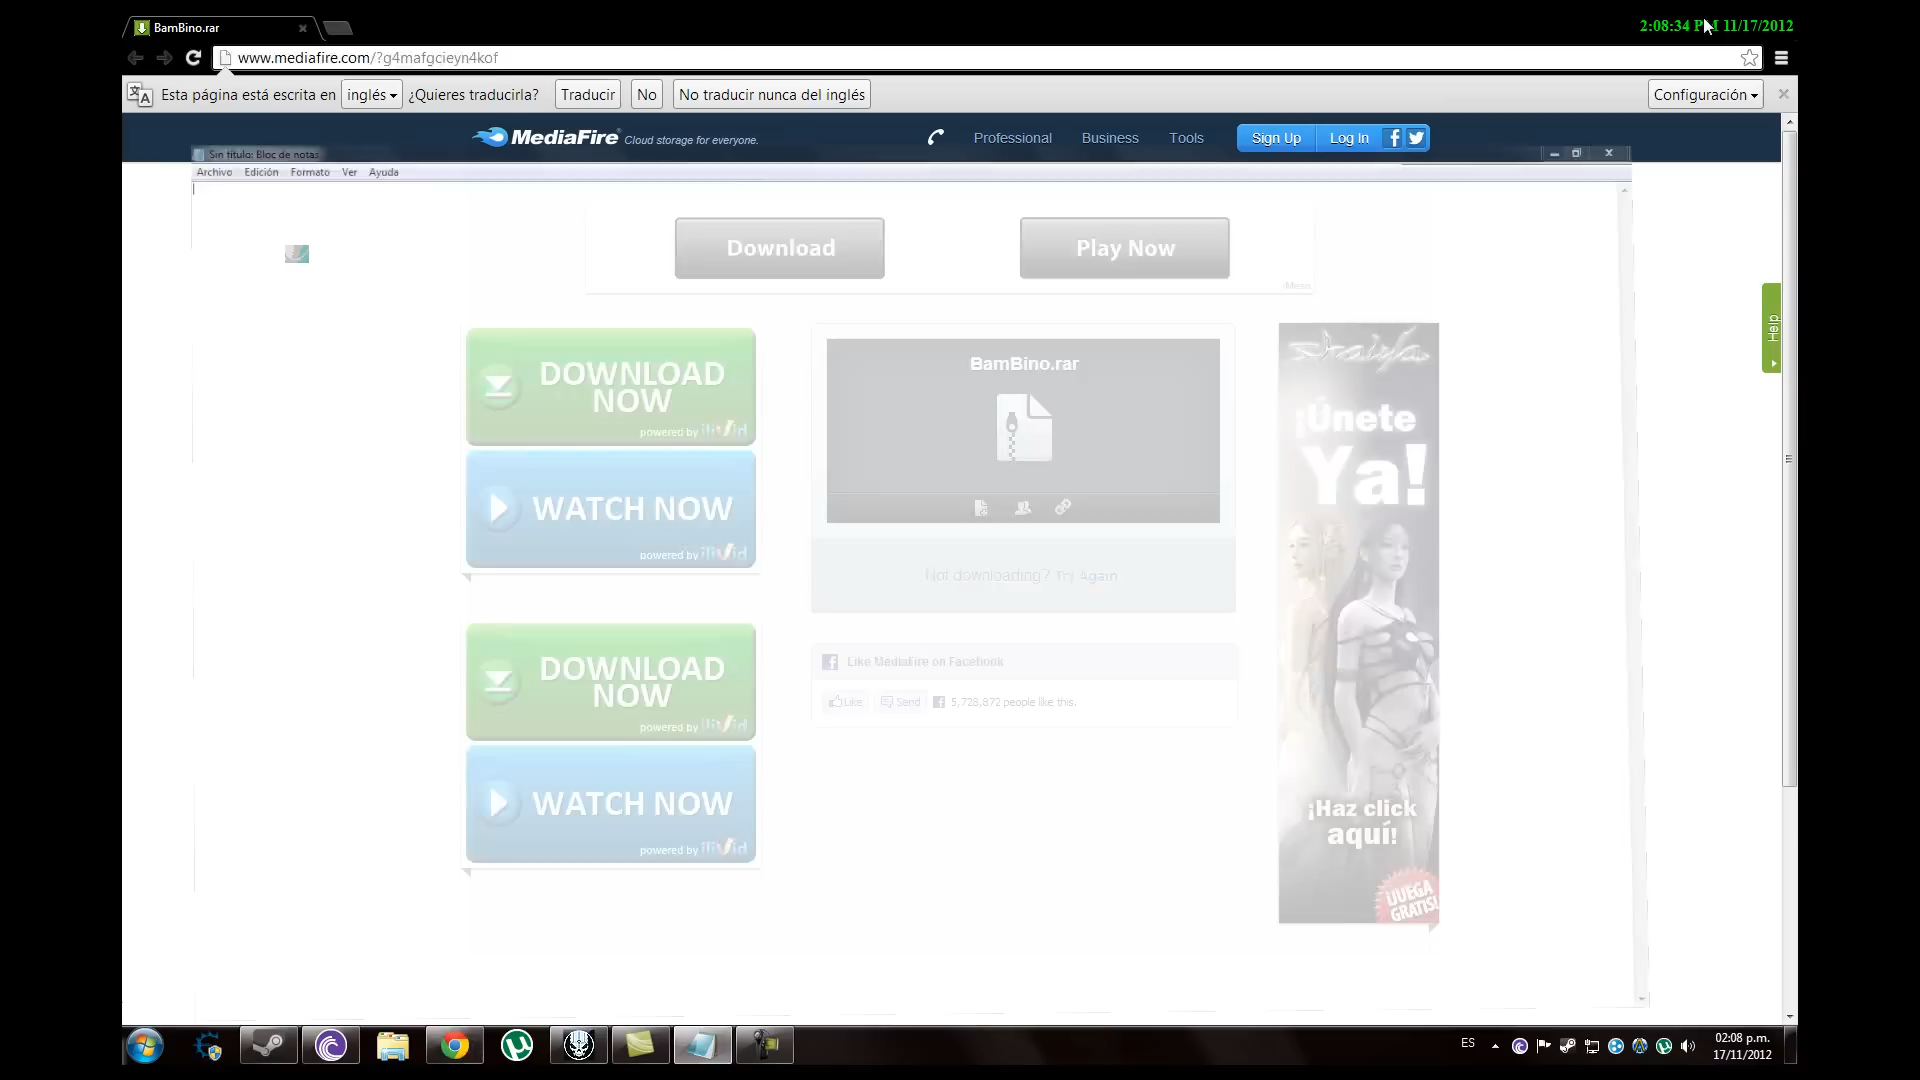 BamBino.rar
2:08:34 PM 11/17/2012
www.mediafire.com/?g4mafgcieyn4kof
Esta página está escrita en inglés ¿Quieres traducirla? Traducir No No traducir nunca del inglés Configuración
MediaFire Cloud storage for everyone. Professional Business Tools Sign Up Log In
Sin título: Bloc de notas
Archivo Edición Formato Ver Ayuda
Download Play Now
Help
DOWNLOAD
NOW
powered by iLivid
WATCH NOW
powered by iLivid
BamBino.rar
Not downloading? Try Again
Like MediaFire on Facebook
Like Send 5,728,872 people like this.
DOWNLOAD
NOW
powered by iLivid
WATCH NOW
powered by iLivid
Shaiya
¡Únete
Ya!
¡Haz click
aquí!
¡JUEGA
GRATIS!
ES
02:08 p.m.
17/11/2012